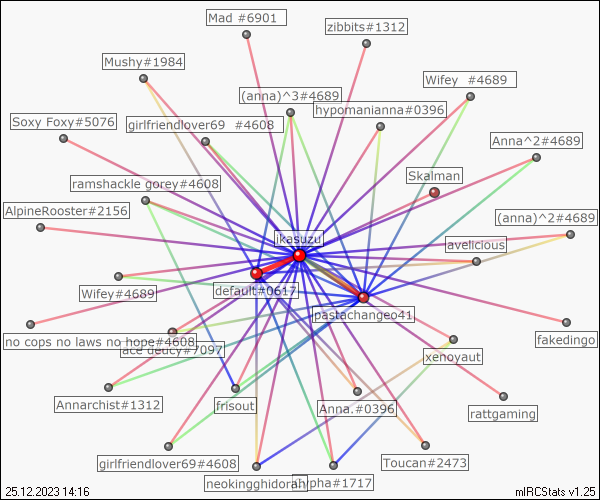 Mad #6901
zibbits#1312
Mushy#1984
Wifey  #4689
(anna)^3#4689
hypomanianna#0396
Soxy Foxy#5076
girlfriendlover69  #4608
Anna^2#4689
Skalman
ramshackle gorey#4608
AlpineRooster#2156
(anna)^2#4689
ikasuzu
avelicious
Wifey#4689
default#0617
pastachangeo41
no cops no laws no hope#4608
ace deucy#7097
fakedingo
xenoyaut
Annarchist#1312
frisout
Anna.#0396
rattgaming
girlfriendlover69#4608
Toucan#2473
neokingghidorah
#1717
25.12.2023 14:16
mIRCStats v1.25